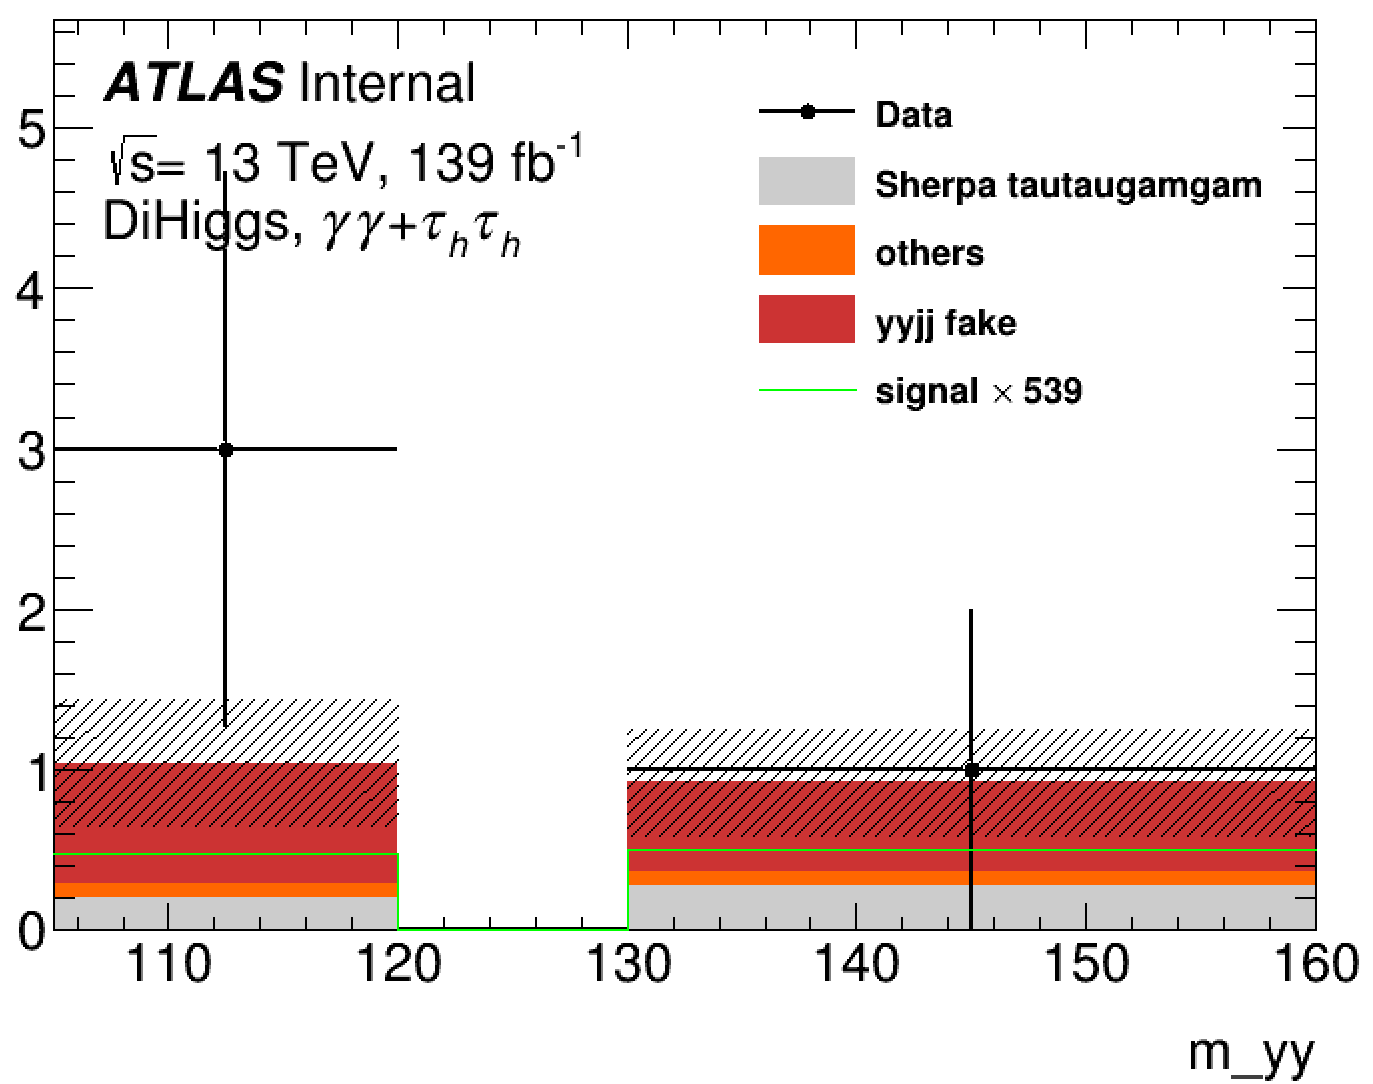 ATLAS Internal
√s= 13 TeV, 139 fb⁻¹
DiHiggs, γγ+τₕτₕ
Data
Sherpa tautaugamgam
others
yyjj fake
signal × 539
5
4
3
2
1
0
110 120 130 140 150 160
m_yy